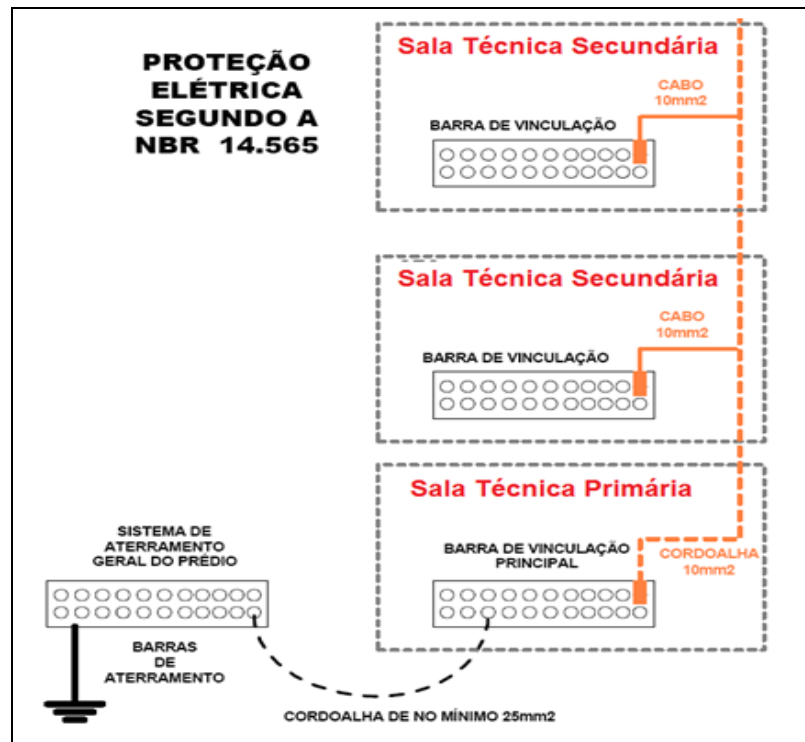 PROTEÇÃO
ELÉTRICA
SEGUNDO A
NBR 14.565
Sala Técnica Secundária
CABO
10mm2
BARRA DE VINCULAÇÃO
Sala Técnica Secundária
CABO
10mm2
BARRA DE VINCULAÇÃO
Sala Técnica Primária
SISTEMA DE
ATERRAMENTO
GERAL DO PRÉDIO
BARRA DE VINCULAÇÃO
PRINCIPAL
CORDOALHA
10mm2
BARRAS
DE
ATERRAMENTO
CORDOALHA DE NO MÍNIMO 25mm2